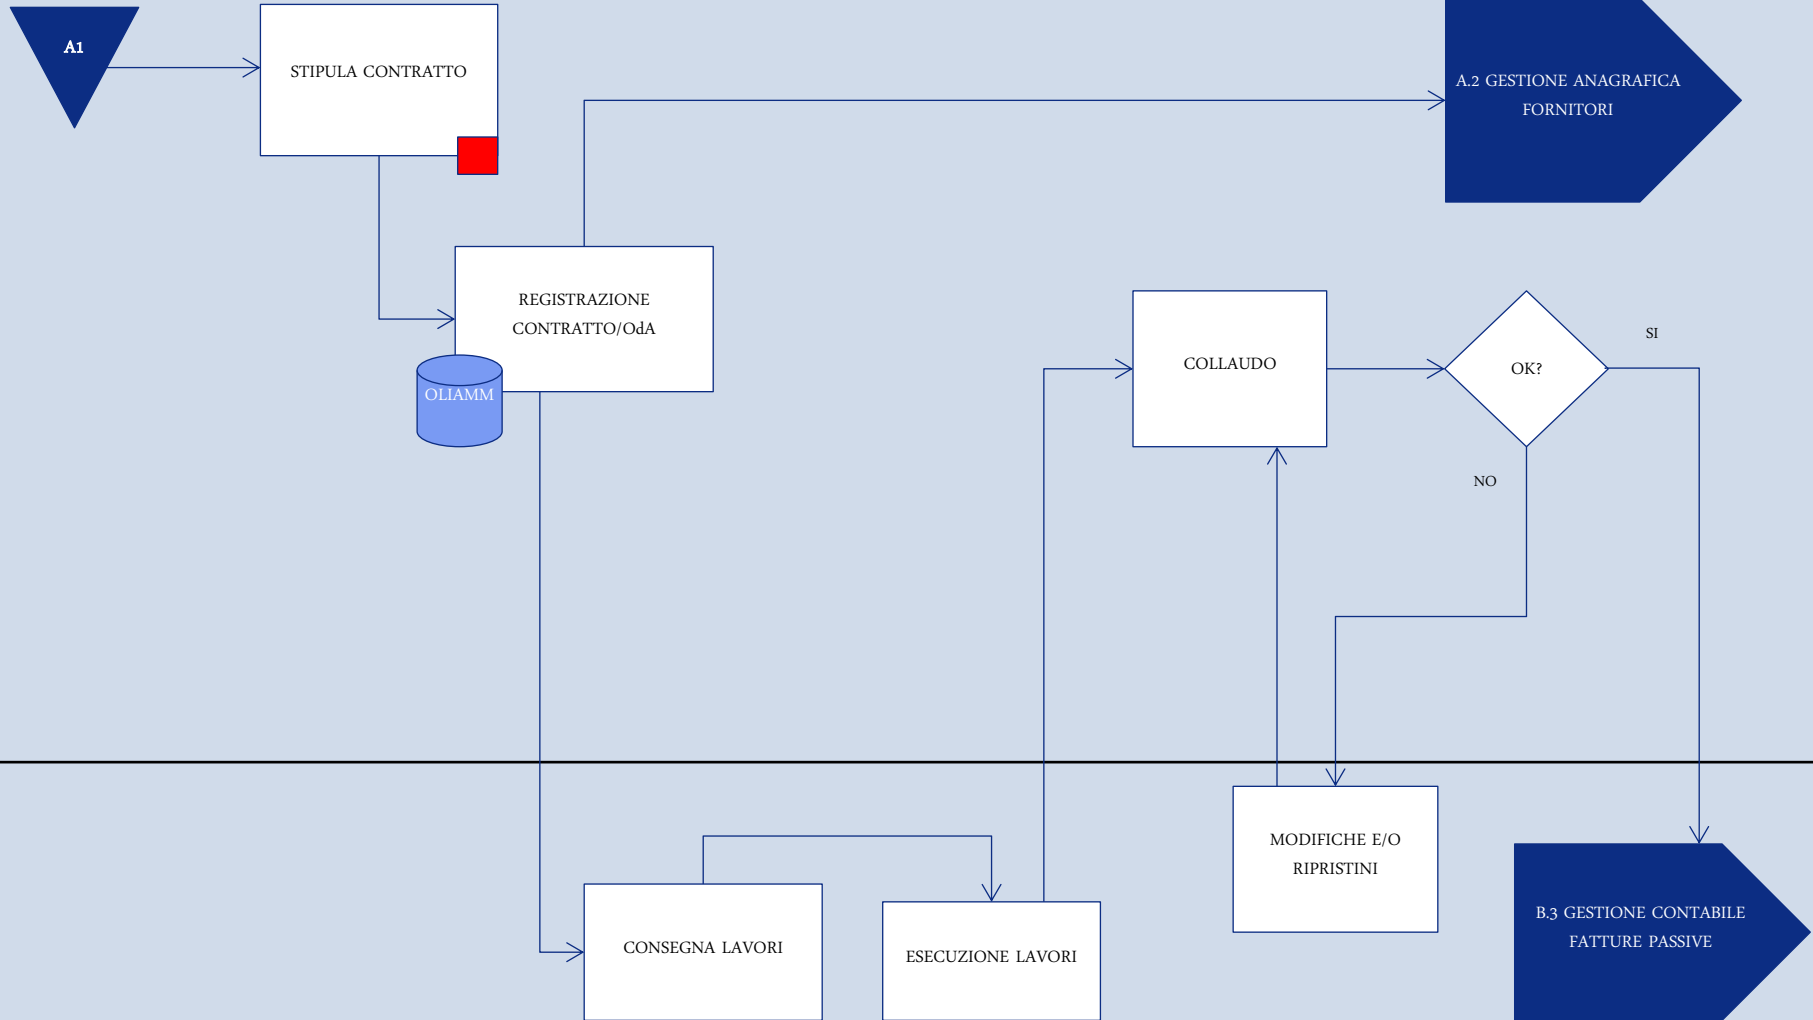 A1
STIPULA CONTRATTO
A.2 GESTIONE ANAGRAFICA
FORNITORI
REGISTRAZIONE
CONTRATTO/OdA
OLIAMM
COLLAUDO
OK?
SI
NO
MODIFICHE E/O
RIPRISTINI
CONSEGNA LAVORI
ESECUZIONE LAVORI
B.3 GESTIONE CONTABILE
FATTURE PASSIVE